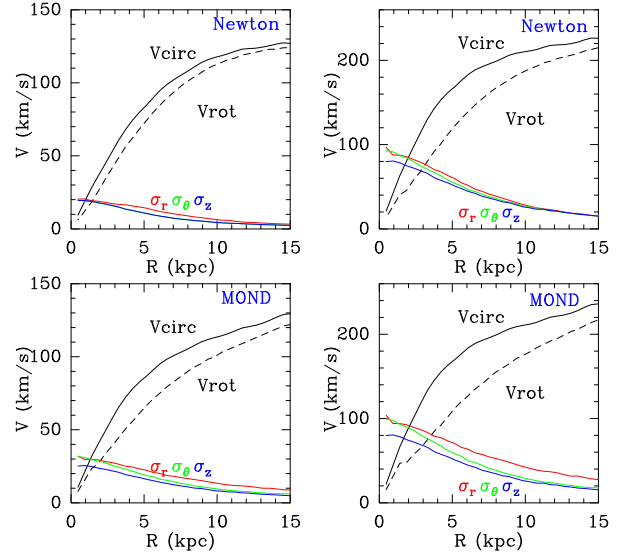 150
100
50
0
V (km/s)
Newton
Vcirc
Vrot
σr σθ σz
0 5 10 15
R (kpc)
200
100
0
V (km/s)
Newton
Vcirc
Vrot
σr σθ σz
0 5 10 15
R (kpc)
150
100
50
0
V (km/s)
MOND
Vcirc
Vrot
σr σθ σz
0 5 10 15
R (kpc)
200
100
0
V (km/s)
MOND
Vcirc
Vrot
σr σθ σz
0 5 10 15
R (kpc)